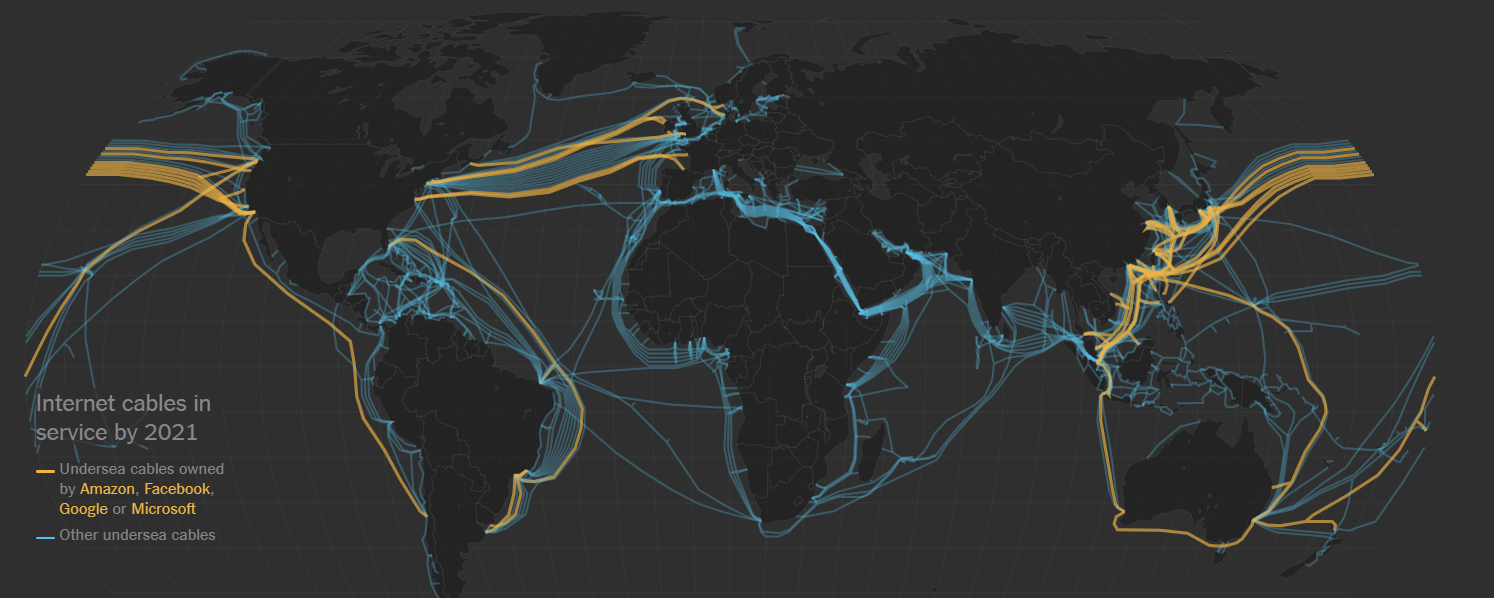 Internet cables in
service by 2021
Undersea cables owned
by Amazon, Facebook,
Google or Microsoft
Other undersea cables